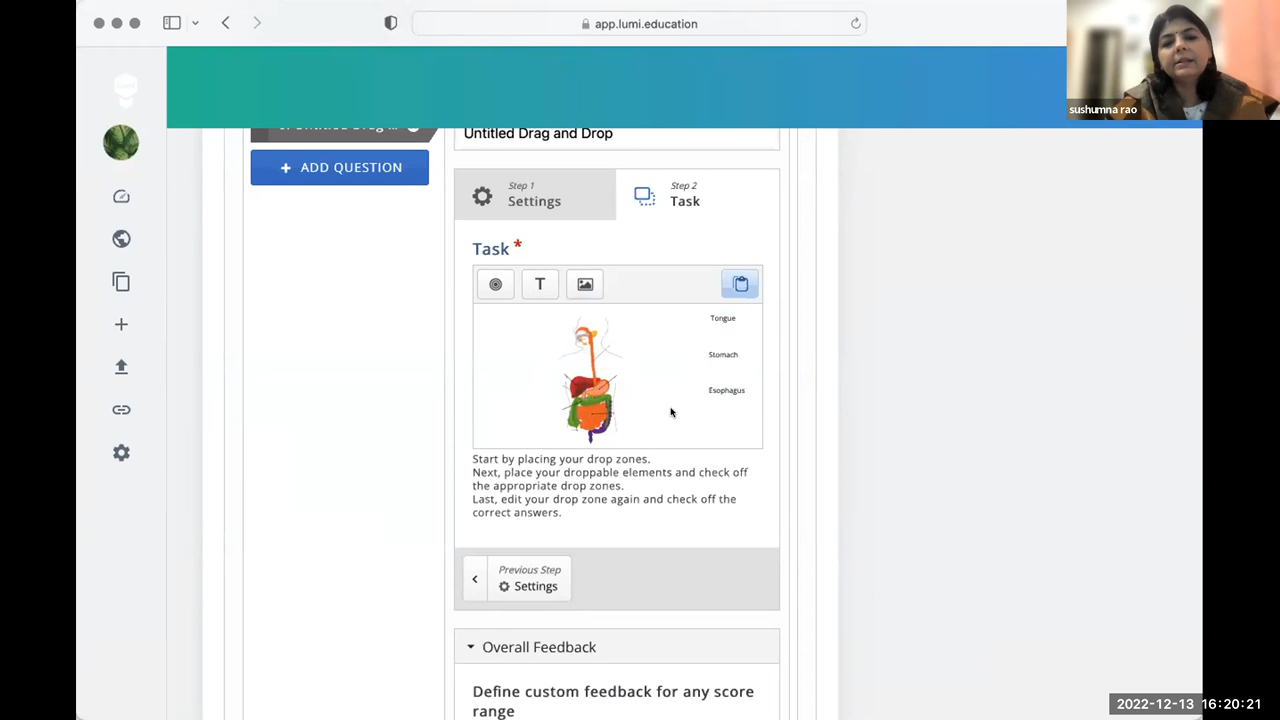 app.lumi.education
sushumna rao
Untitled Drag and Drop
+ ADD QUESTION
Step 1
Settings
Step 2
Task
Task *
T
Tongue
Stomach
Esophagus
Start by placing your drop zones.
Next, place your droppable elements and check off
the appropriate drop zones.
Last, edit your drop zone again and check off the
correct answers.
Previous Step
Settings
Overall Feedback
Define custom feedback for any score
range
2022-12-13 16:20:21